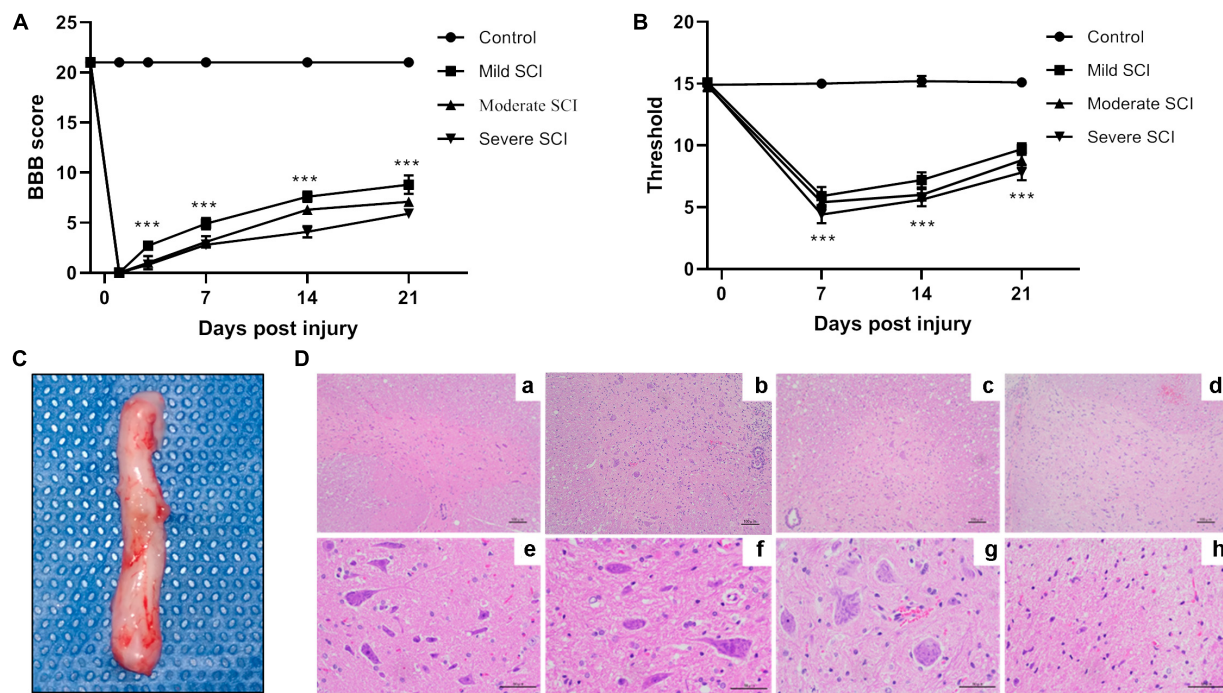 A
25
20
15
10
5
0
BBB score
***
***
***
***
0 7 14 21
Days post injury
Control
Mild SCI
Moderate SCI
Severe SCI
B
20
15
10
5
0
Threshold
***
***
***
0 7 14 21
Days post injury
Control
Mild SCI
Moderate SCI
Severe SCI
C
D
a
b
c
d
e
f
g
h